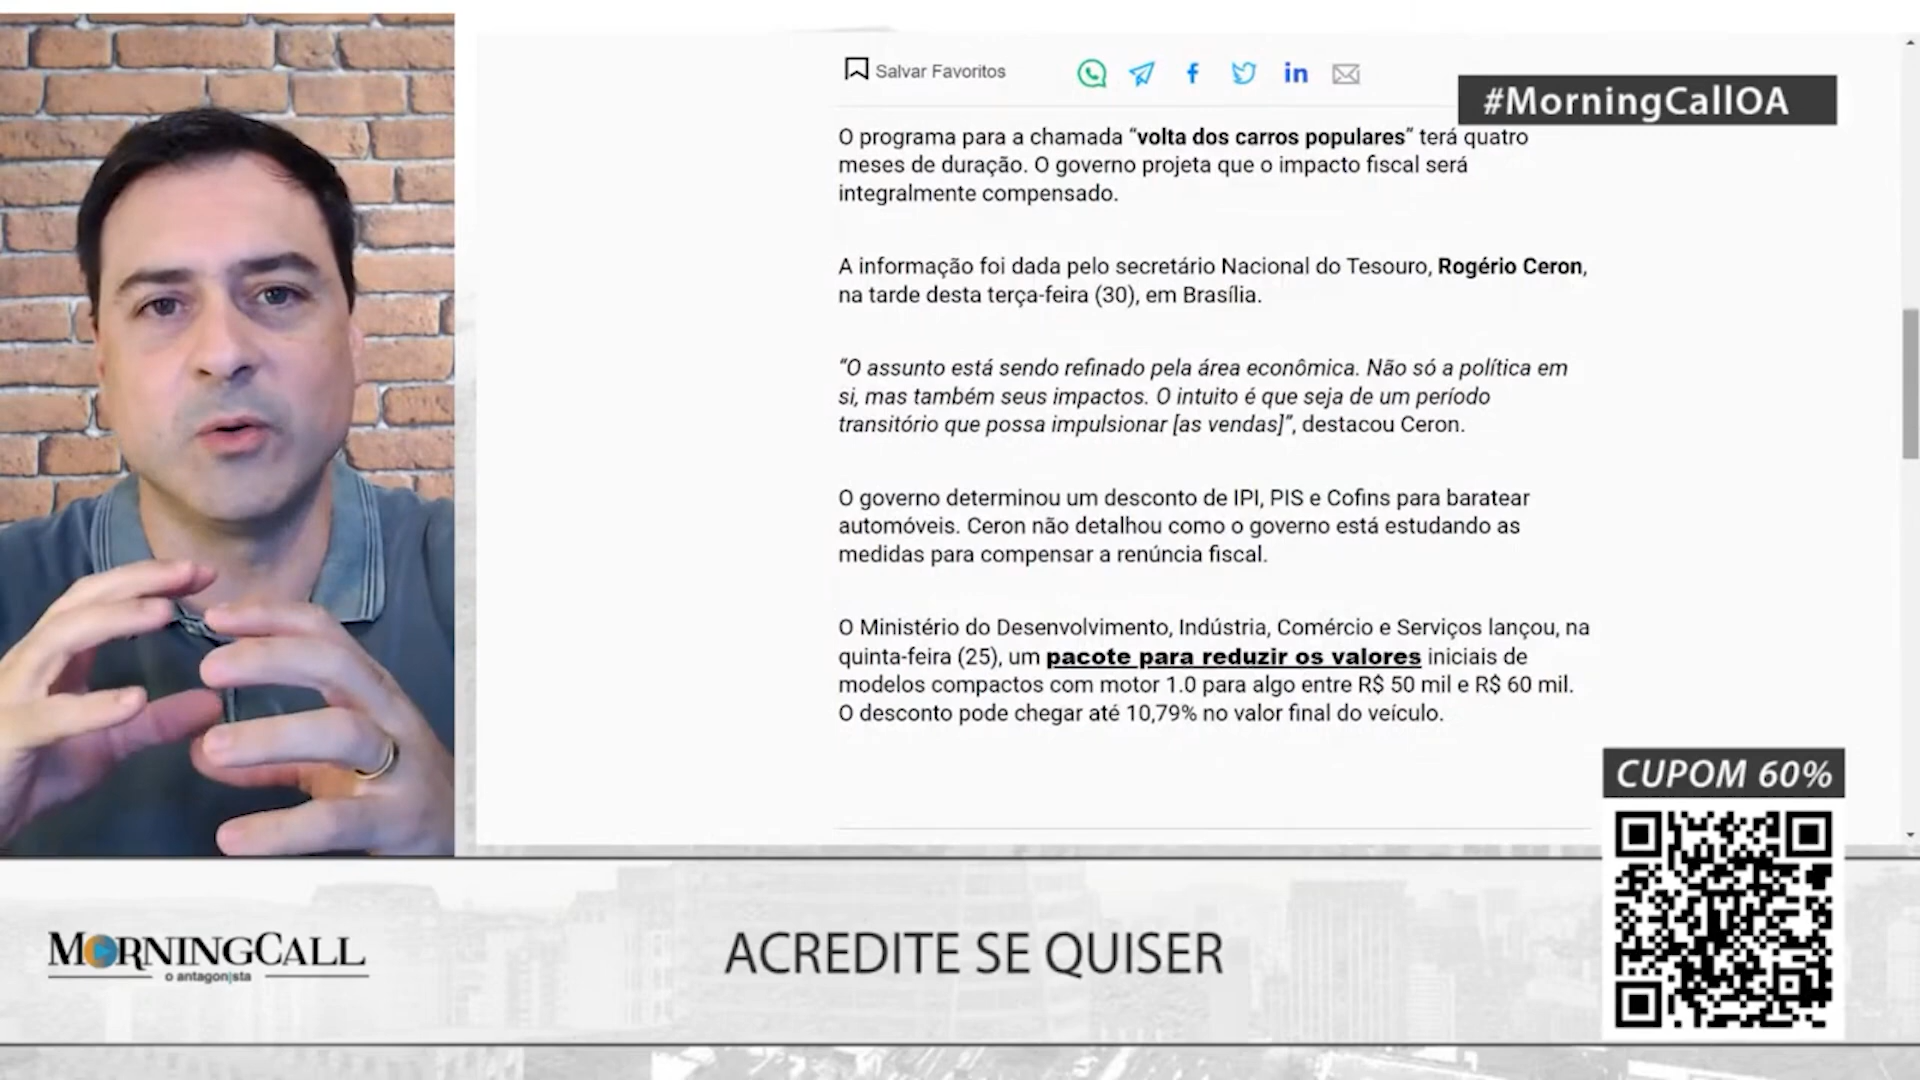 Salvar Favoritos
#MorningCallOA
O programa para a chamada “volta dos carros populares” terá quatro
meses de duração. O governo projeta que o impacto fiscal será
integralmente compensado.
A informação foi dada pelo secretário Nacional do Tesouro, Rogério Ceron,
na tarde desta terça-feira (30), em Brasília.
“O assunto está sendo refinado pela área econômica. Não só a política em
si, mas também seus impactos. O intuito é que seja de um período
transitório que possa impulsionar [as vendas]”, destacou Ceron.
O governo determinou um desconto de IPI, PIS e Cofins para baratear
automóveis. Ceron não detalhou como o governo está estudando as
medidas para compensar a renúncia fiscal.
O Ministério do Desenvolvimento, Indústria, Comércio e Serviços lançou, na
quinta-feira (25), um pacote para reduzir os valores iniciais de
modelos compactos com motor 1.0 para algo entre R$ 50 mil e R$ 60 mil.
O desconto pode chegar até 10,79% no valor final do veículo.
CUPOM 60%
MORNINGCALL
o antagonista
ACREDITE SE QUISER